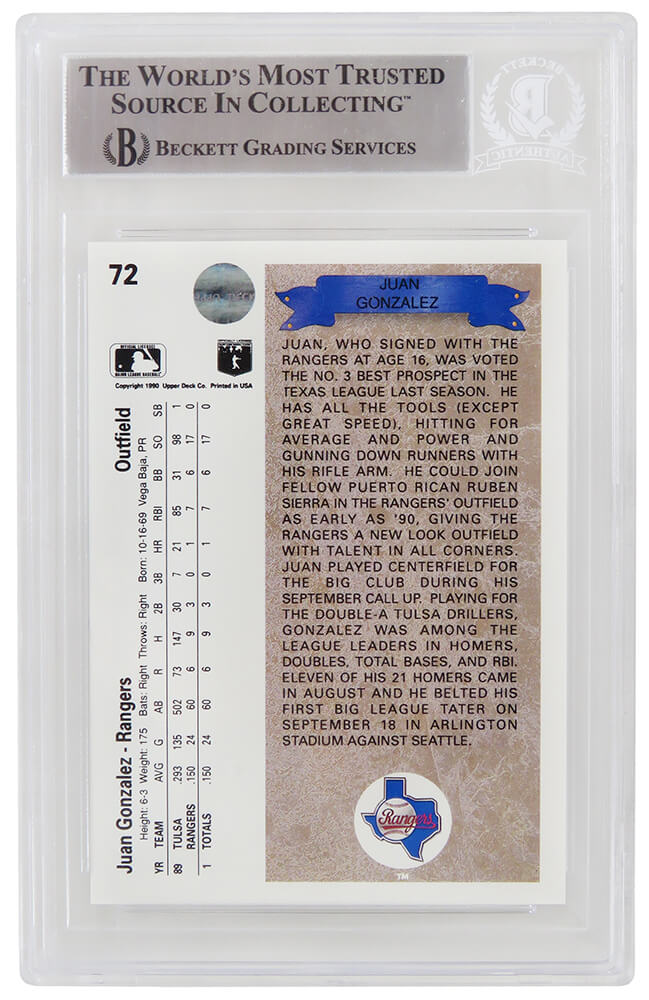 THE WORLD'S MOST TRUSTED
SOURCE IN COLLECTING™
B BECKETT GRADING SERVICES
BECKETT
B
AUTHENTIC
72
JUAN
GONZALEZ
JUAN, WHO SIGNED WITH THE
RANGERS AT AGE 16, WAS VOTED
THE NO. 3 BEST PROSPECT IN THE
TEXAS LEAGUE LAST SEASON. HE
HAS ALL THE TOOLS (EXCEPT
GREAT SPEED), HITTING FOR
AVERAGE AND POWER AND
GUNNING DOWN RUNNERS WITH
HIS RIFLE ARM. HE COULD JOIN
FELLOW PUERTO RICAN RUBEN
SIERRA IN THE RANGERS' OUTFIELD
AS EARLY AS '90, GIVING THE
RANGERS A NEW LOOK OUTFIELD
WITH TALENT IN ALL CORNERS.
JUAN PLAYED CENTERFIELD FOR
THE BIG CLUB DURING HIS
SEPTEMBER CALL UP. PLAYING FOR
THE DOUBLE-A TULSA DRILLERS,
GONZALEZ WAS AMONG THE
LEAGUE LEADERS IN HOMERS,
DOUBLES, TOTAL BASES, AND RBI.
ELEVEN OF HIS 21 HOMERS CAME
IN AUGUST AND HE BELTED HIS
FIRST BIG LEAGUE TATER ON
SEPTEMBER 18 IN ARLINGTON
STADIUM AGAINST SEATTLE.
Rangers
TM
OFFICIAL LICENSEE
MAJOR LEAGUE BASEBALL
Copyright 1990 Upper Deck Co. Printed in USA
Juan Gonzalez - Rangers Outfield
Height: 6-3 Weight: 175 Bats: Right Throws: Right Born: 10-16-69 Vega Baja, PR
YR TEAM AVG G AB R H 2B 3B HR RBI BB SO SB
89 TULSA .293 135 502 73 147 30 7 21 85 31 98 1
RANGERS .150 24 60 6 9 3 0 1 7 6 17 0
1 TOTALS .150 24 60 6 9 3 0 1 7 6 17 0